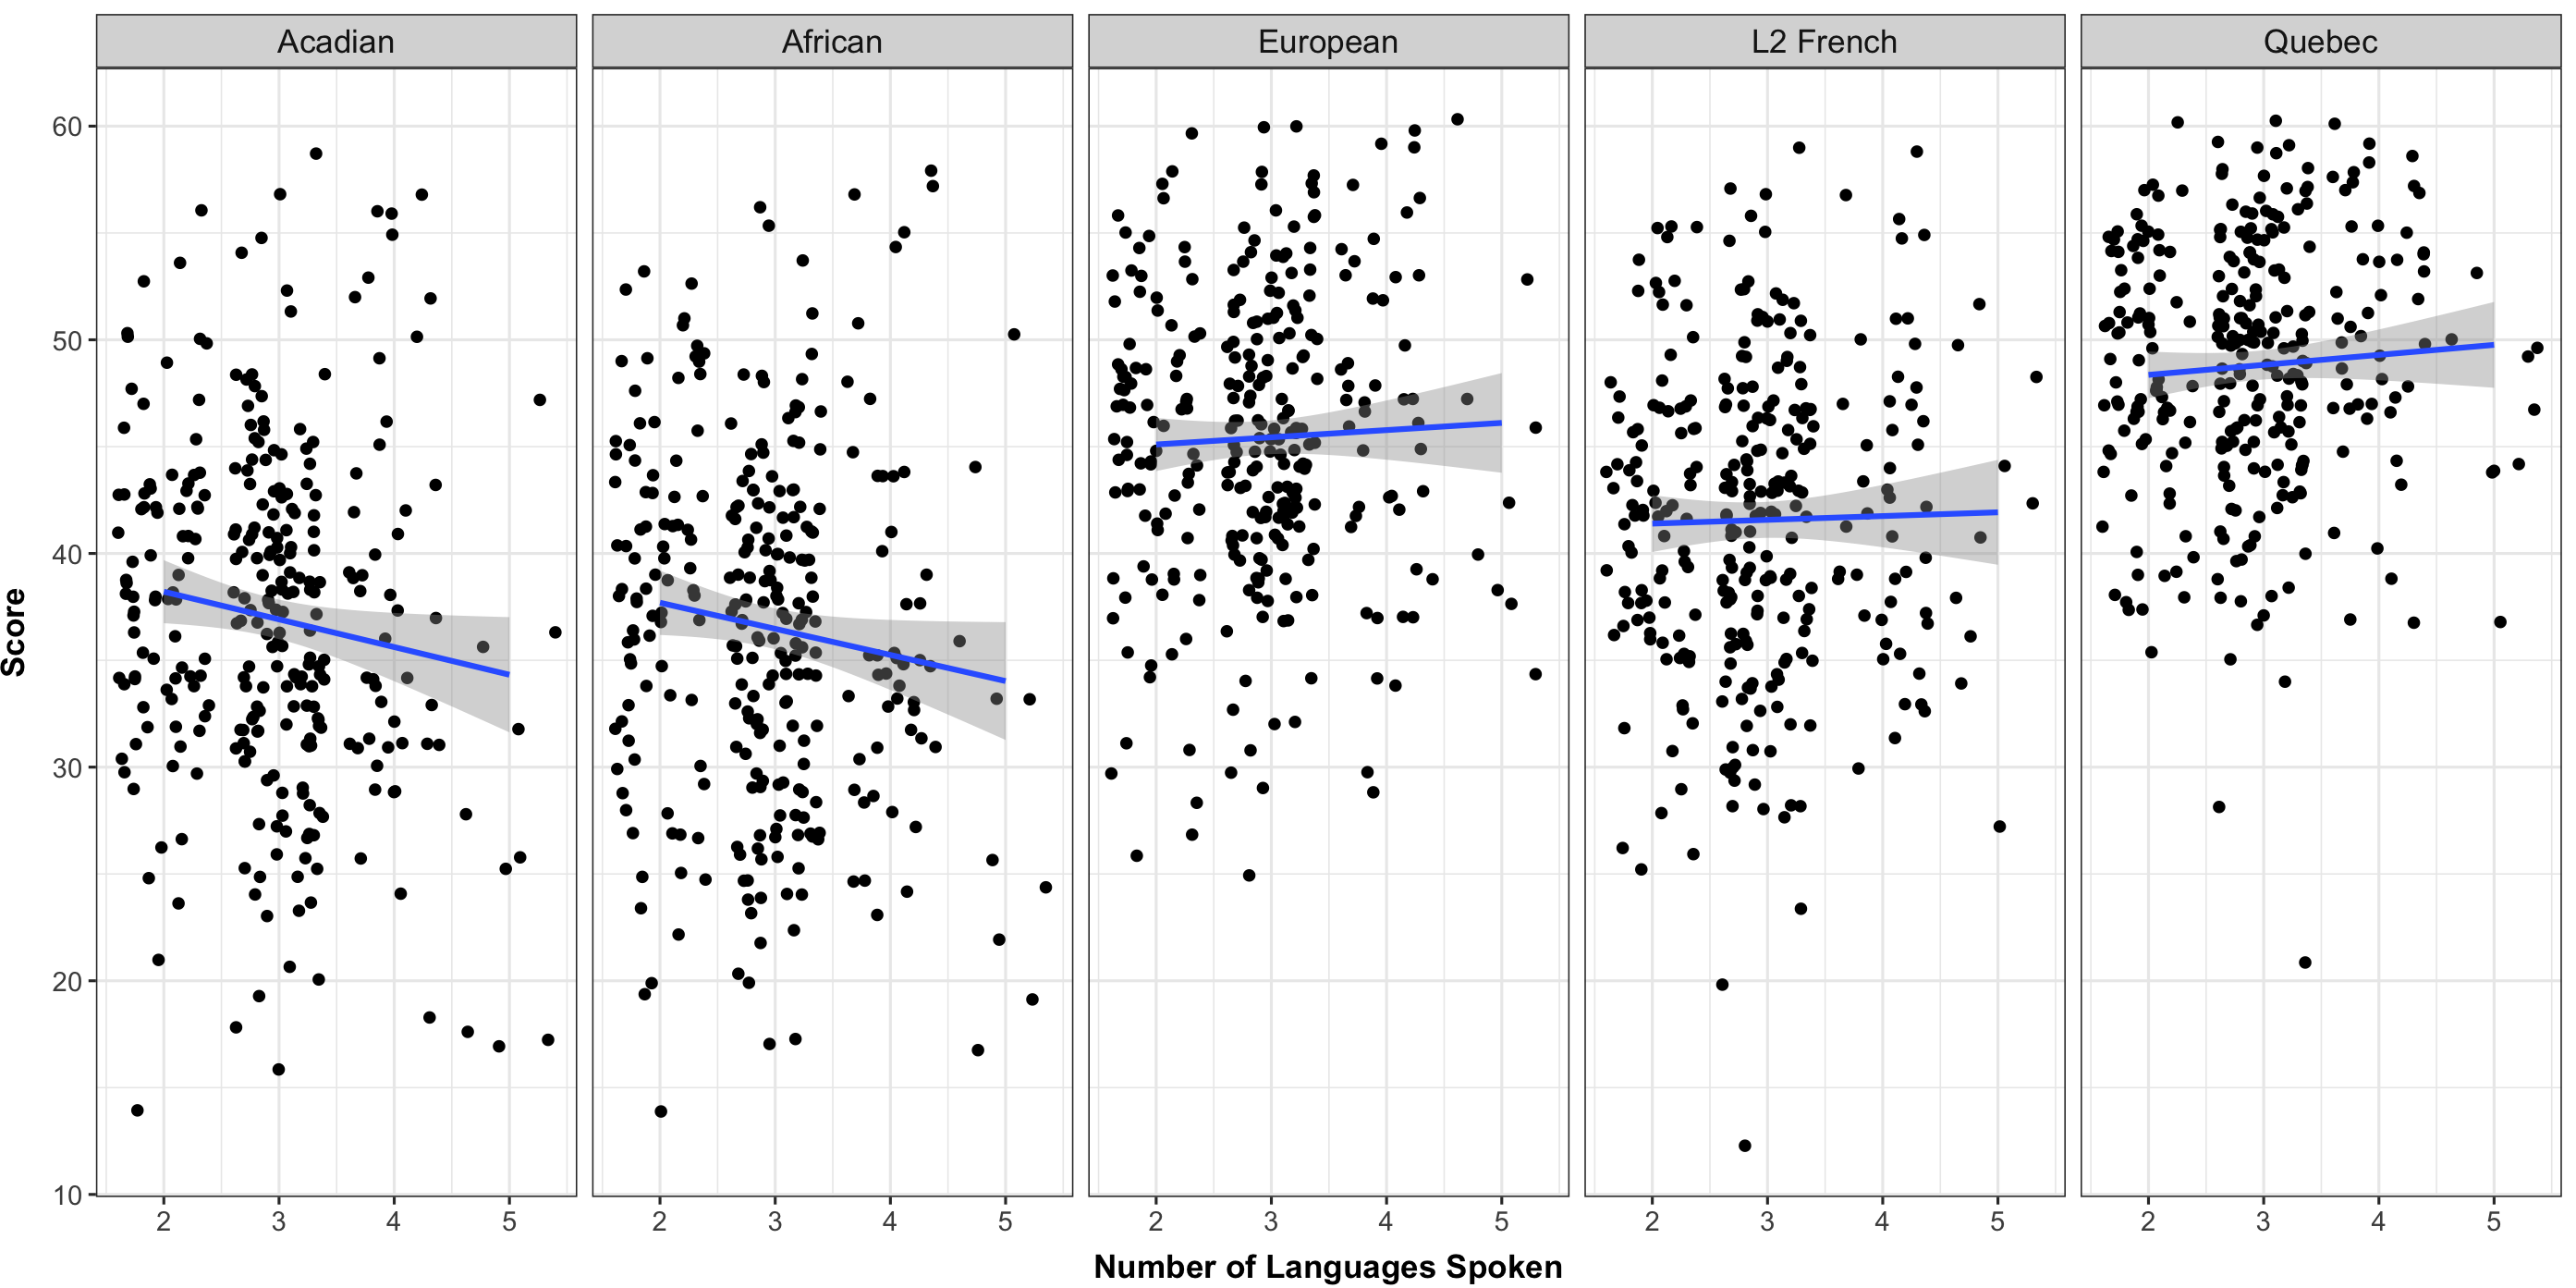 Acadian African European L2 French Quebec
60
50
40
30
20
10
Score
2 3 4 5 2 3 4 5 2 3 4 5 2 3 4 5 2 3 4 5
Number of Languages Spoken